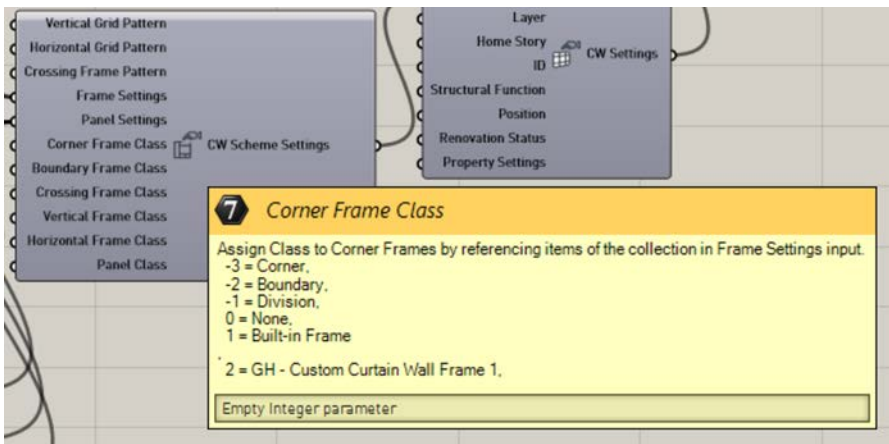 Vertical Grid Pattern
Horizontal Grid Pattern
Crossing Frame Pattern
Frame Settings
Panel Settings
Corner Frame Class
Boundary Frame Class
Crossing Frame Class
Vertical Frame Class
Horizontal Frame Class
Panel Class
CW Scheme Settings
Layer
Home Story
ID
Structural Function
Position
Renovation Status
Property Settings
CW Settings
7 Corner Frame Class
Assign Class to Corner Frames by referencing items of the collection in Frame Settings input.
-3 = Corner,
-2 = Boundary,
-1 = Division,
0 = None,
1 = Built-in Frame
2 = GH - Custom Curtain Wall Frame 1,
Empty Integer parameter